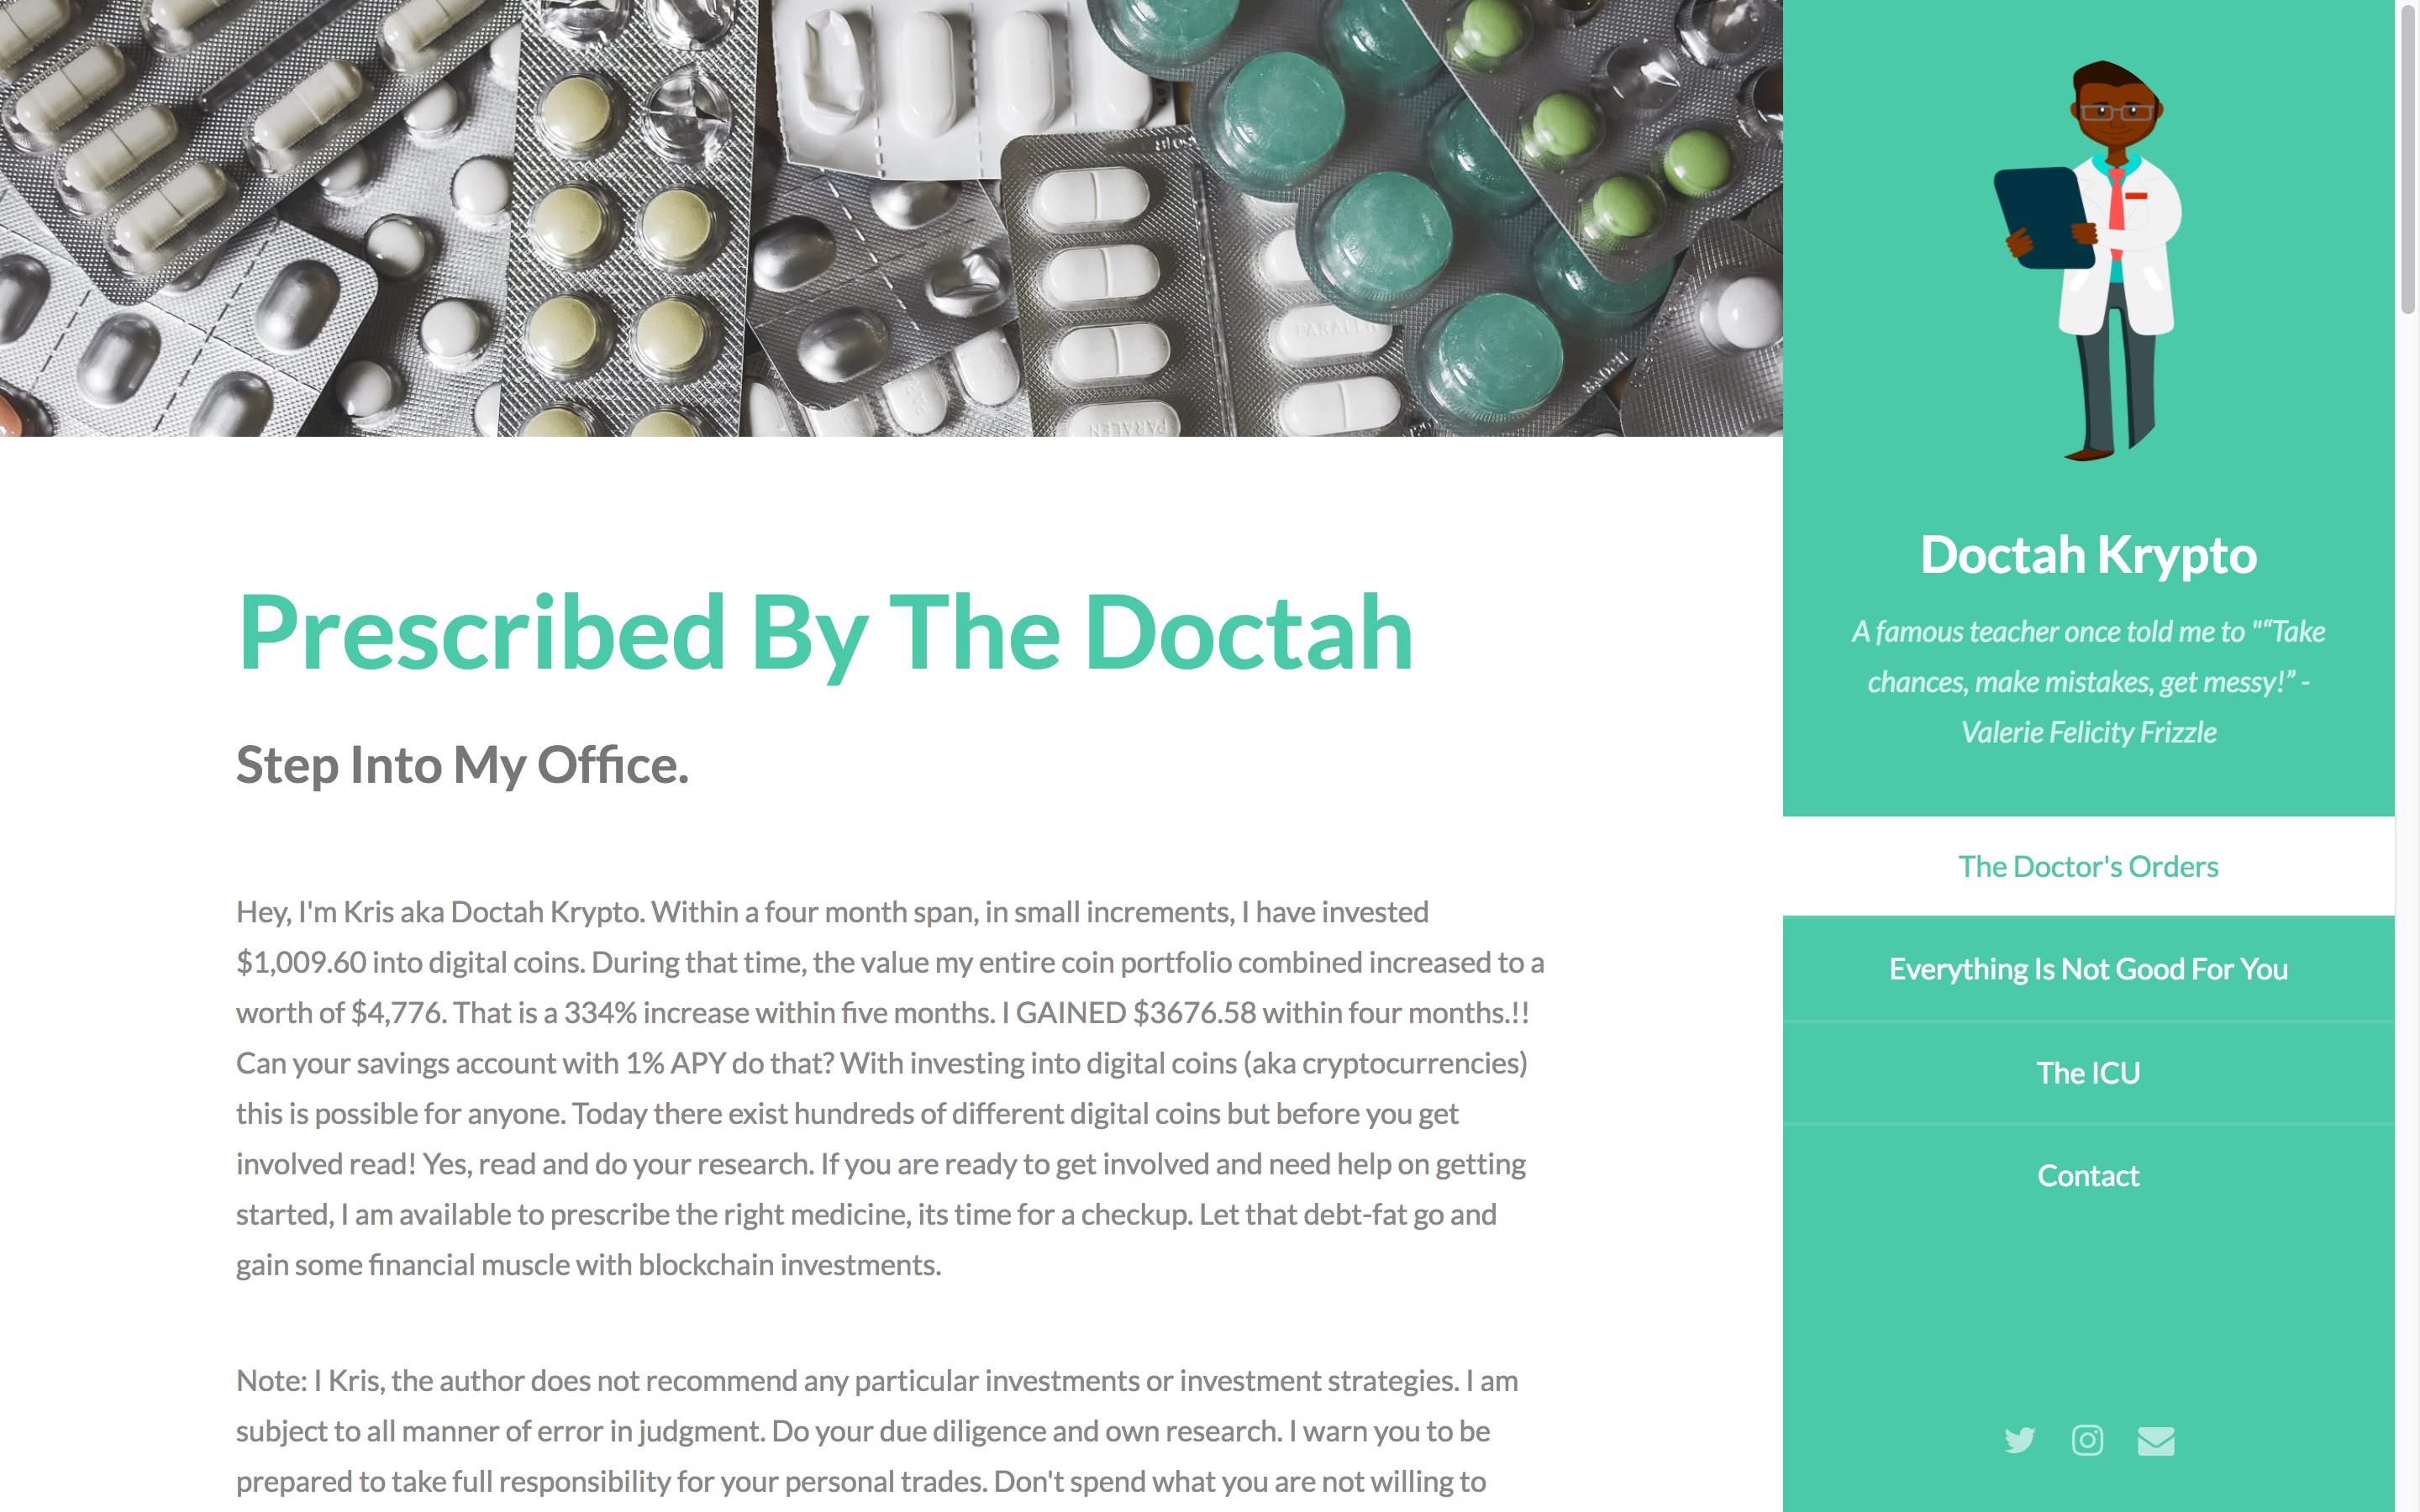 PARALEN
PARALEN
Prescribed By The Doctah
Step Into My Office.
Hey, I'm Kris aka Doctah Krypto. Within a four month span, in small increments, I have invested
$1,009.60 into digital coins. During that time, the value my entire coin portfolio combined increased to a
worth of $4,776. That is a 334% increase within five months. I GAINED $3676.58 within four months.!!
Can your savings account with 1% APY do that? With investing into digital coins (aka cryptocurrencies)
this is possible for anyone. Today there exist hundreds of different digital coins but before you get
involved read! Yes, read and do your research. If you are ready to get involved and need help on getting
started, I am available to prescribe the right medicine, its time for a checkup. Let that debt-fat go and
gain some financial muscle with blockchain investments.
Note: I Kris, the author does not recommend any particular investments or investment strategies. I am
subject to all manner of error in judgment. Do your due diligence and own research. I warn you to be
prepared to take full responsibility for your personal trades. Don't spend what you are not willing to
Doctah Krypto
A famous teacher once told me to "“Take
chances, make mistakes, get messy!” -
Valerie Felicity Frizzle
The Doctor's Orders
Everything Is Not Good For You
The ICU
Contact